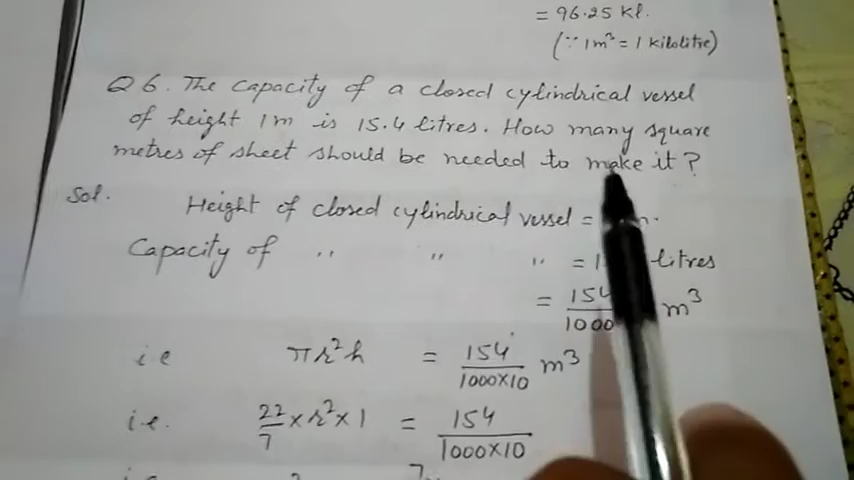 = 96.25 Kl.
(∵ 1m³ = 1 kilolitre)
Q6. The capacity of a closed cylindrical vessel
of height 1m is 15.4 litres. How many square
metres of sheet should be needed to make it?
Sol. Height of closed cylindrical vessel =
Capacity of " " " = litres
= 154/1000 m³
i.e πr²h = 154/1000×10 m³
i.e. 22/7 × r² × 1 = 154/1000×10